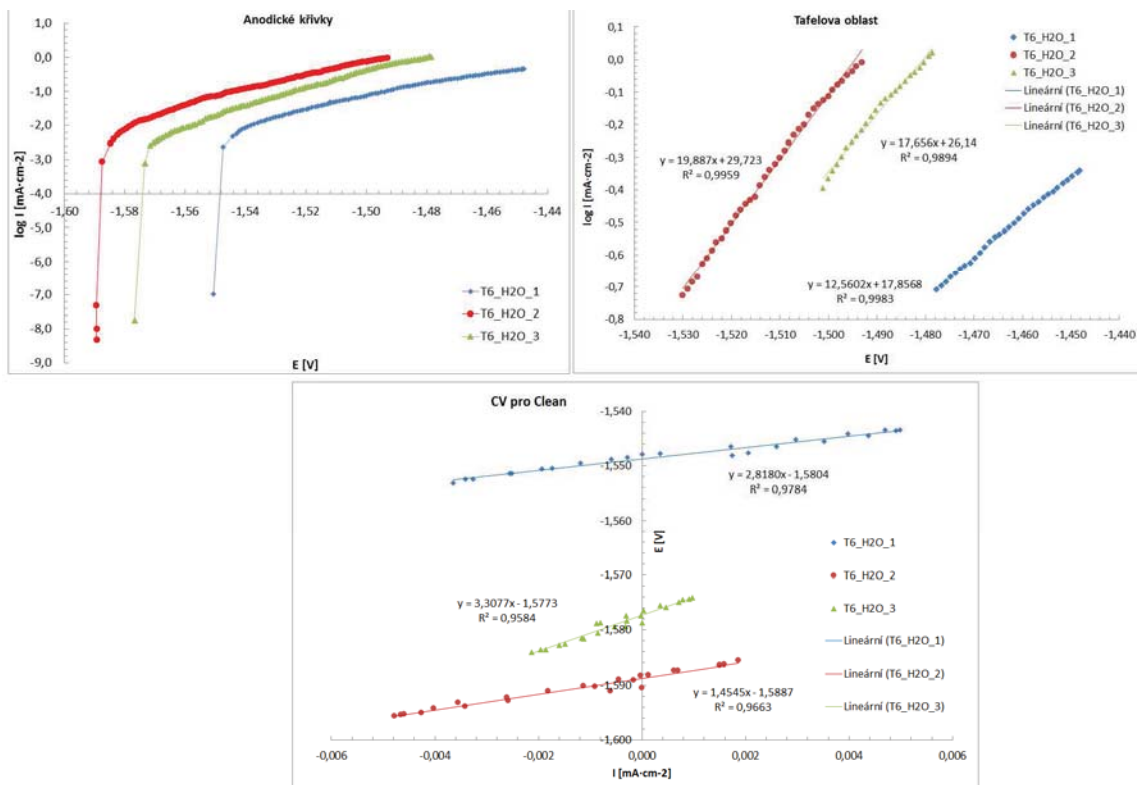 Anodické křivky
1,0
0,0
-1,0
-2,0
-3,0
-4,0
-5,0
-6,0
-7,0
-8,0
-9,0
-1,60
-1,58
-1,56
-1,54
-1,52
-1,50
-1,48
-1,46
-1,44
log I [mA·cm-2]
E [V]
T6_H2O_1
T6_H2O_2
T6_H2O_3
Tafelova oblast
0,1
0,0
-0,1
-0,2
-0,3
-0,4
-0,5
-0,6
-0,7
-0,8
-1,540
-1,530
-1,520
-1,510
-1,500
-1,490
-1,480
-1,470
-1,460
-1,450
-1,440
log I [mA·cm-2]
E [V]
T6_H2O_1
T6_H2O_2
T6_H2O_3
Lineární (T6_H2O_1)
Lineární (T6_H2O_2)
Lineární (T6_H2O_3)
y = 19,887x + 29,723
R² = 0,9959
y = 17,656x + 26,14
R² = 0,9894
y = 12,5602x + 17,8568
R² = 0,9983
CV pro Clean
-1,540
-1,550
-1,560
-1,570
-1,580
-1,590
-1,600
E [V]
y = 2,8180x - 1,5804
R² = 0,9784
y = 3,3077x - 1,5773
R² = 0,9584
y = 1,4545x - 1,5887
R² = 0,9663
T6_H2O_1
T6_H2O_2
T6_H2O_3
Lineární (T6_H2O_1)
Lineární (T6_H2O_2)
Lineární (T6_H2O_3)
-0,006
-0,004
-0,002
0,000
0,002
0,004
0,006
I [mA·cm-2]